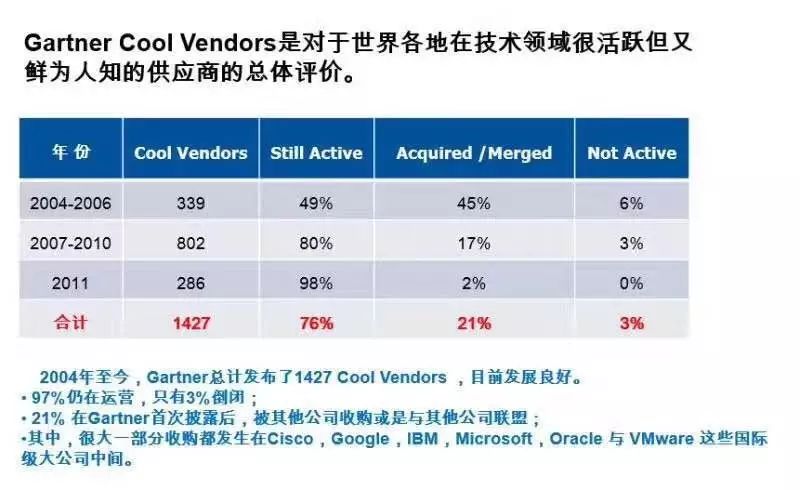 Gartner Cool Vendors是对于世界各地在技术领域很活跃但又
鲜为人知的供应商的总体评价。
年 份 Cool Vendors Still Active Acquired /Merged Not Active
2004-2006 339 49% 45% 6%
2007-2010 802 80% 17% 3%
2011 286 98% 2% 0%
合计 1427 76% 21% 3%
2004年至今，Gartner总计发布了1427 Cool Vendors ，目前发展良好。
• 97%仍在运营，只有3%倒闭；
• 21% 在Gartner首次披露后，被其他公司收购或是与其他公司联盟；
•其中，很大一部分收购都发生在Cisco，Google，IBM，Microsoft，Oracle 与 VMware 这些国际
级大公司中间。